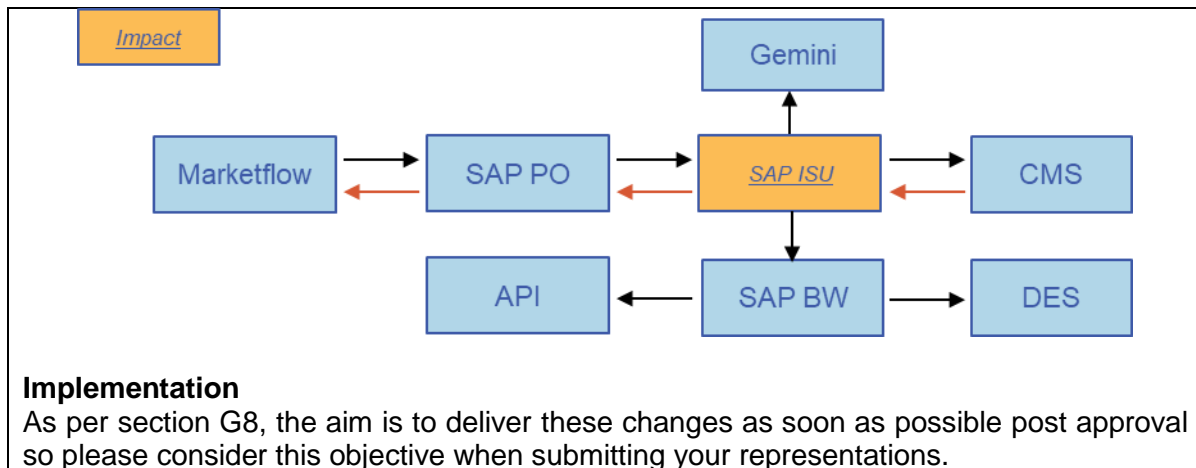 Impact
Gemini
Marketflow SAP PO SAP ISU CMS
API SAP BW DES
Implementation
As per section G8, the aim is to deliver these changes as soon as possible post approval
so please consider this objective when submitting your representations.